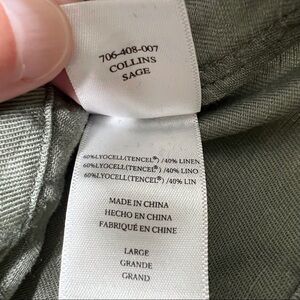 706-408-007
COLLINS
SAGE
60%LYOCELL(TENCEL®) /40% LINEN
60%LYOCELL(TENCEL®) /40% LINO
60%LYOCELL(TENCEL®) /40% LIN
MADE IN CHINA
HECHO EN CHINA
FABRIQUÉ EN CHINE
LARGE
GRANDE
GRAND